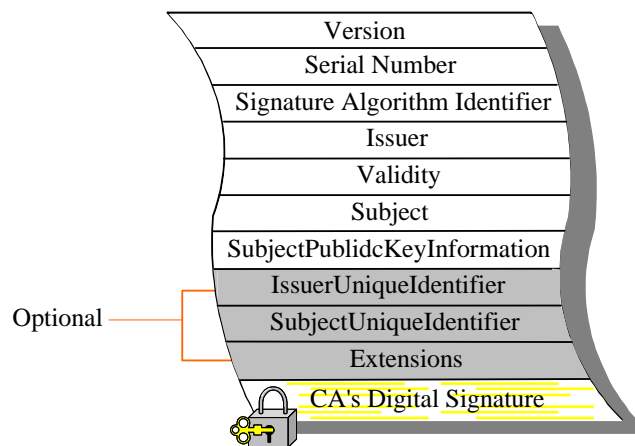 Version
Serial Number
Signature Algorithm Identifier
Issuer
Validity
Subject
SubjectPublidcKeyInformation
IssuerUniqueIdentifier
Optional
SubjectUniqueIdentifier
Extensions
CA's Digital Signature